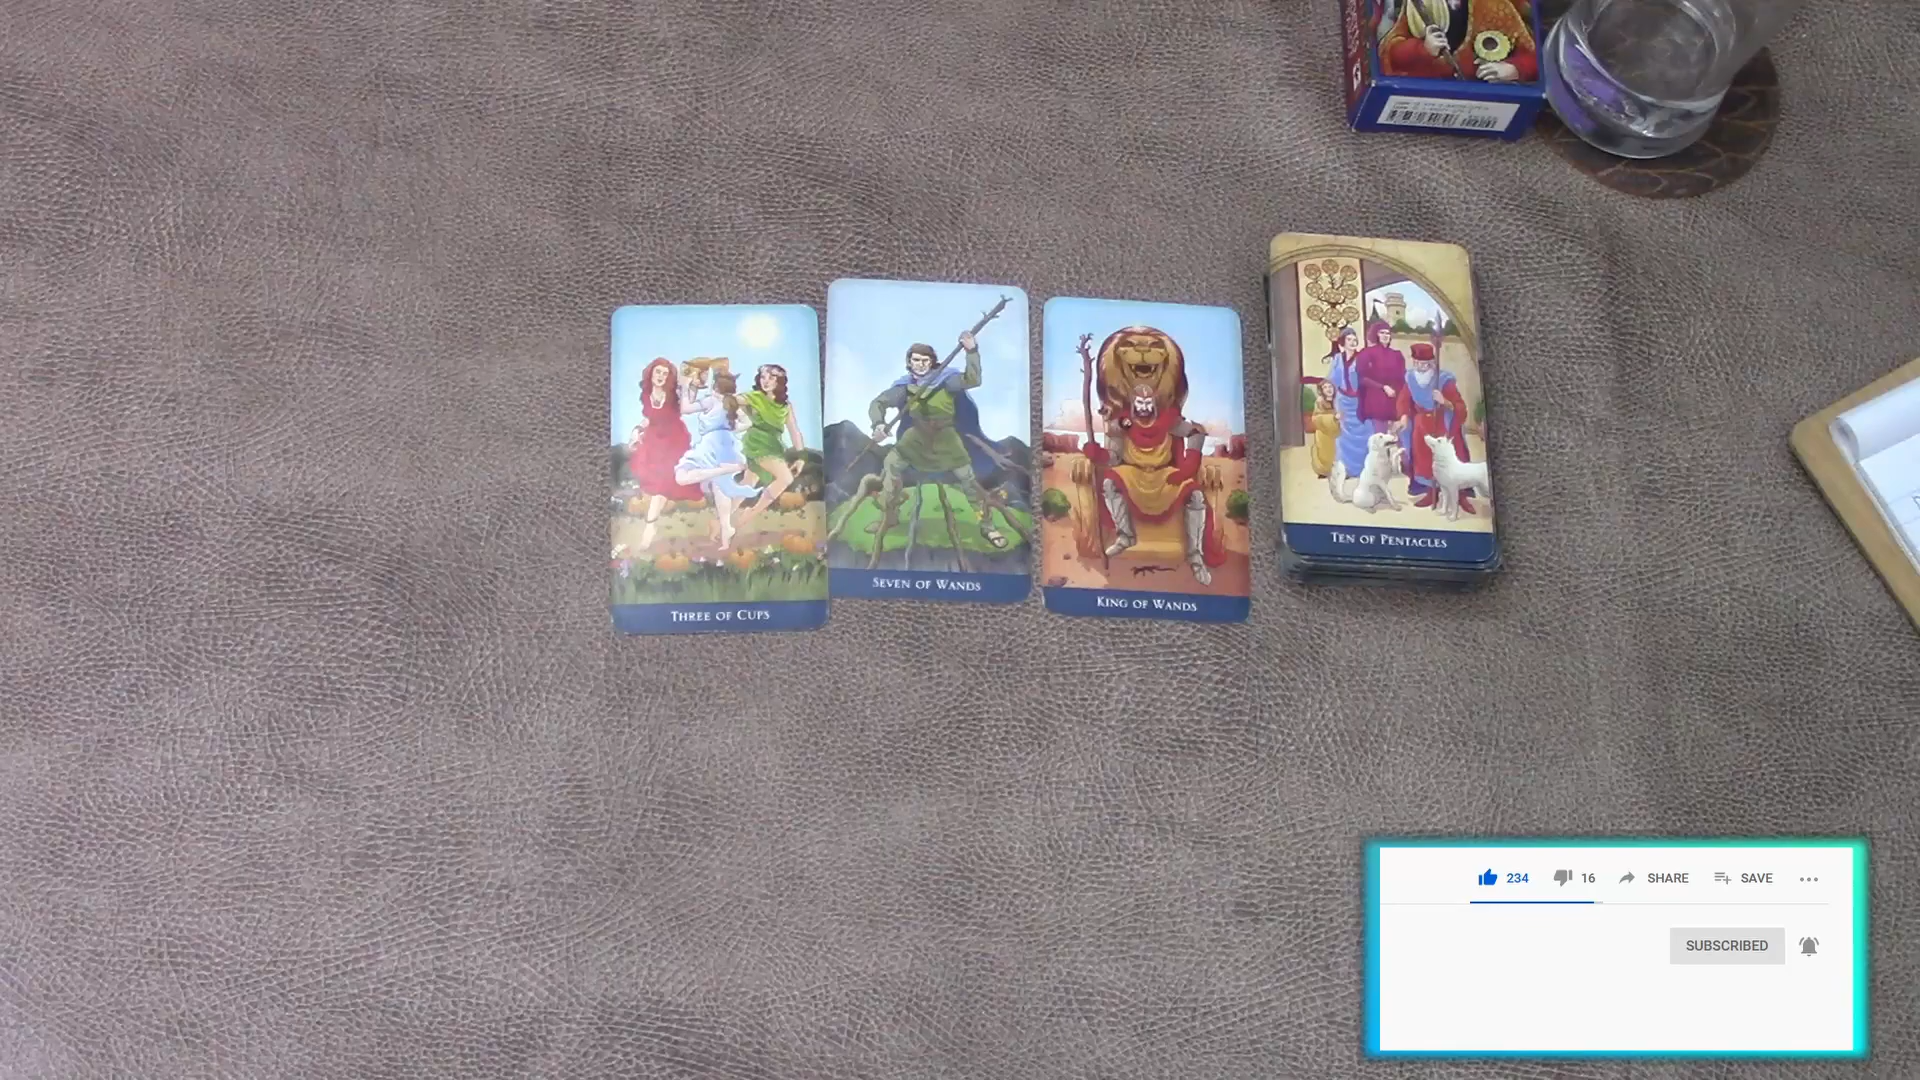 THREE OF CUPS
SEVEN OF WANDS
KING OF WANDS
TEN OF PENTACLES
234 16 SHARE SAVE
SUBSCRIBED